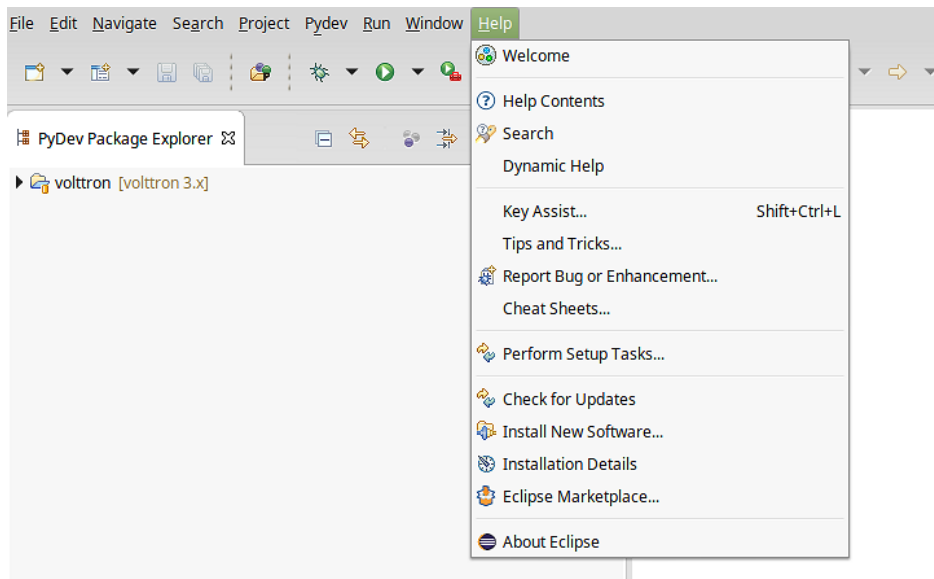 File Edit Navigate Search Project Pydev Run Window Help
PyDev Package Explorer
volttron [volttron 3.x]
Welcome
Help Contents
Search
Dynamic Help
Key Assist... Shift+Ctrl+L
Tips and Tricks...
Report Bug or Enhancement...
Cheat Sheets...
Perform Setup Tasks...
Check for Updates
Install New Software...
Installation Details
Eclipse Marketplace...
About Eclipse